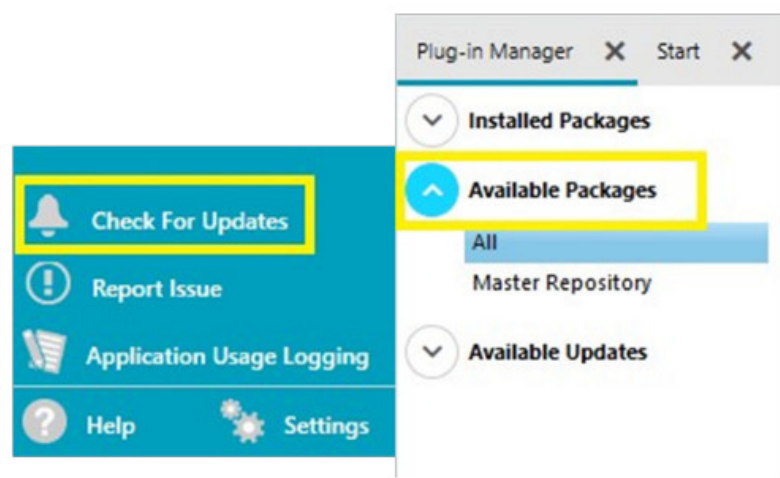 Plug-in Manager X Start X
Installed Packages
Available Packages
All
Master Repository
Available Updates
Check For Updates
Report Issue
Application Usage Logging
Help Settings